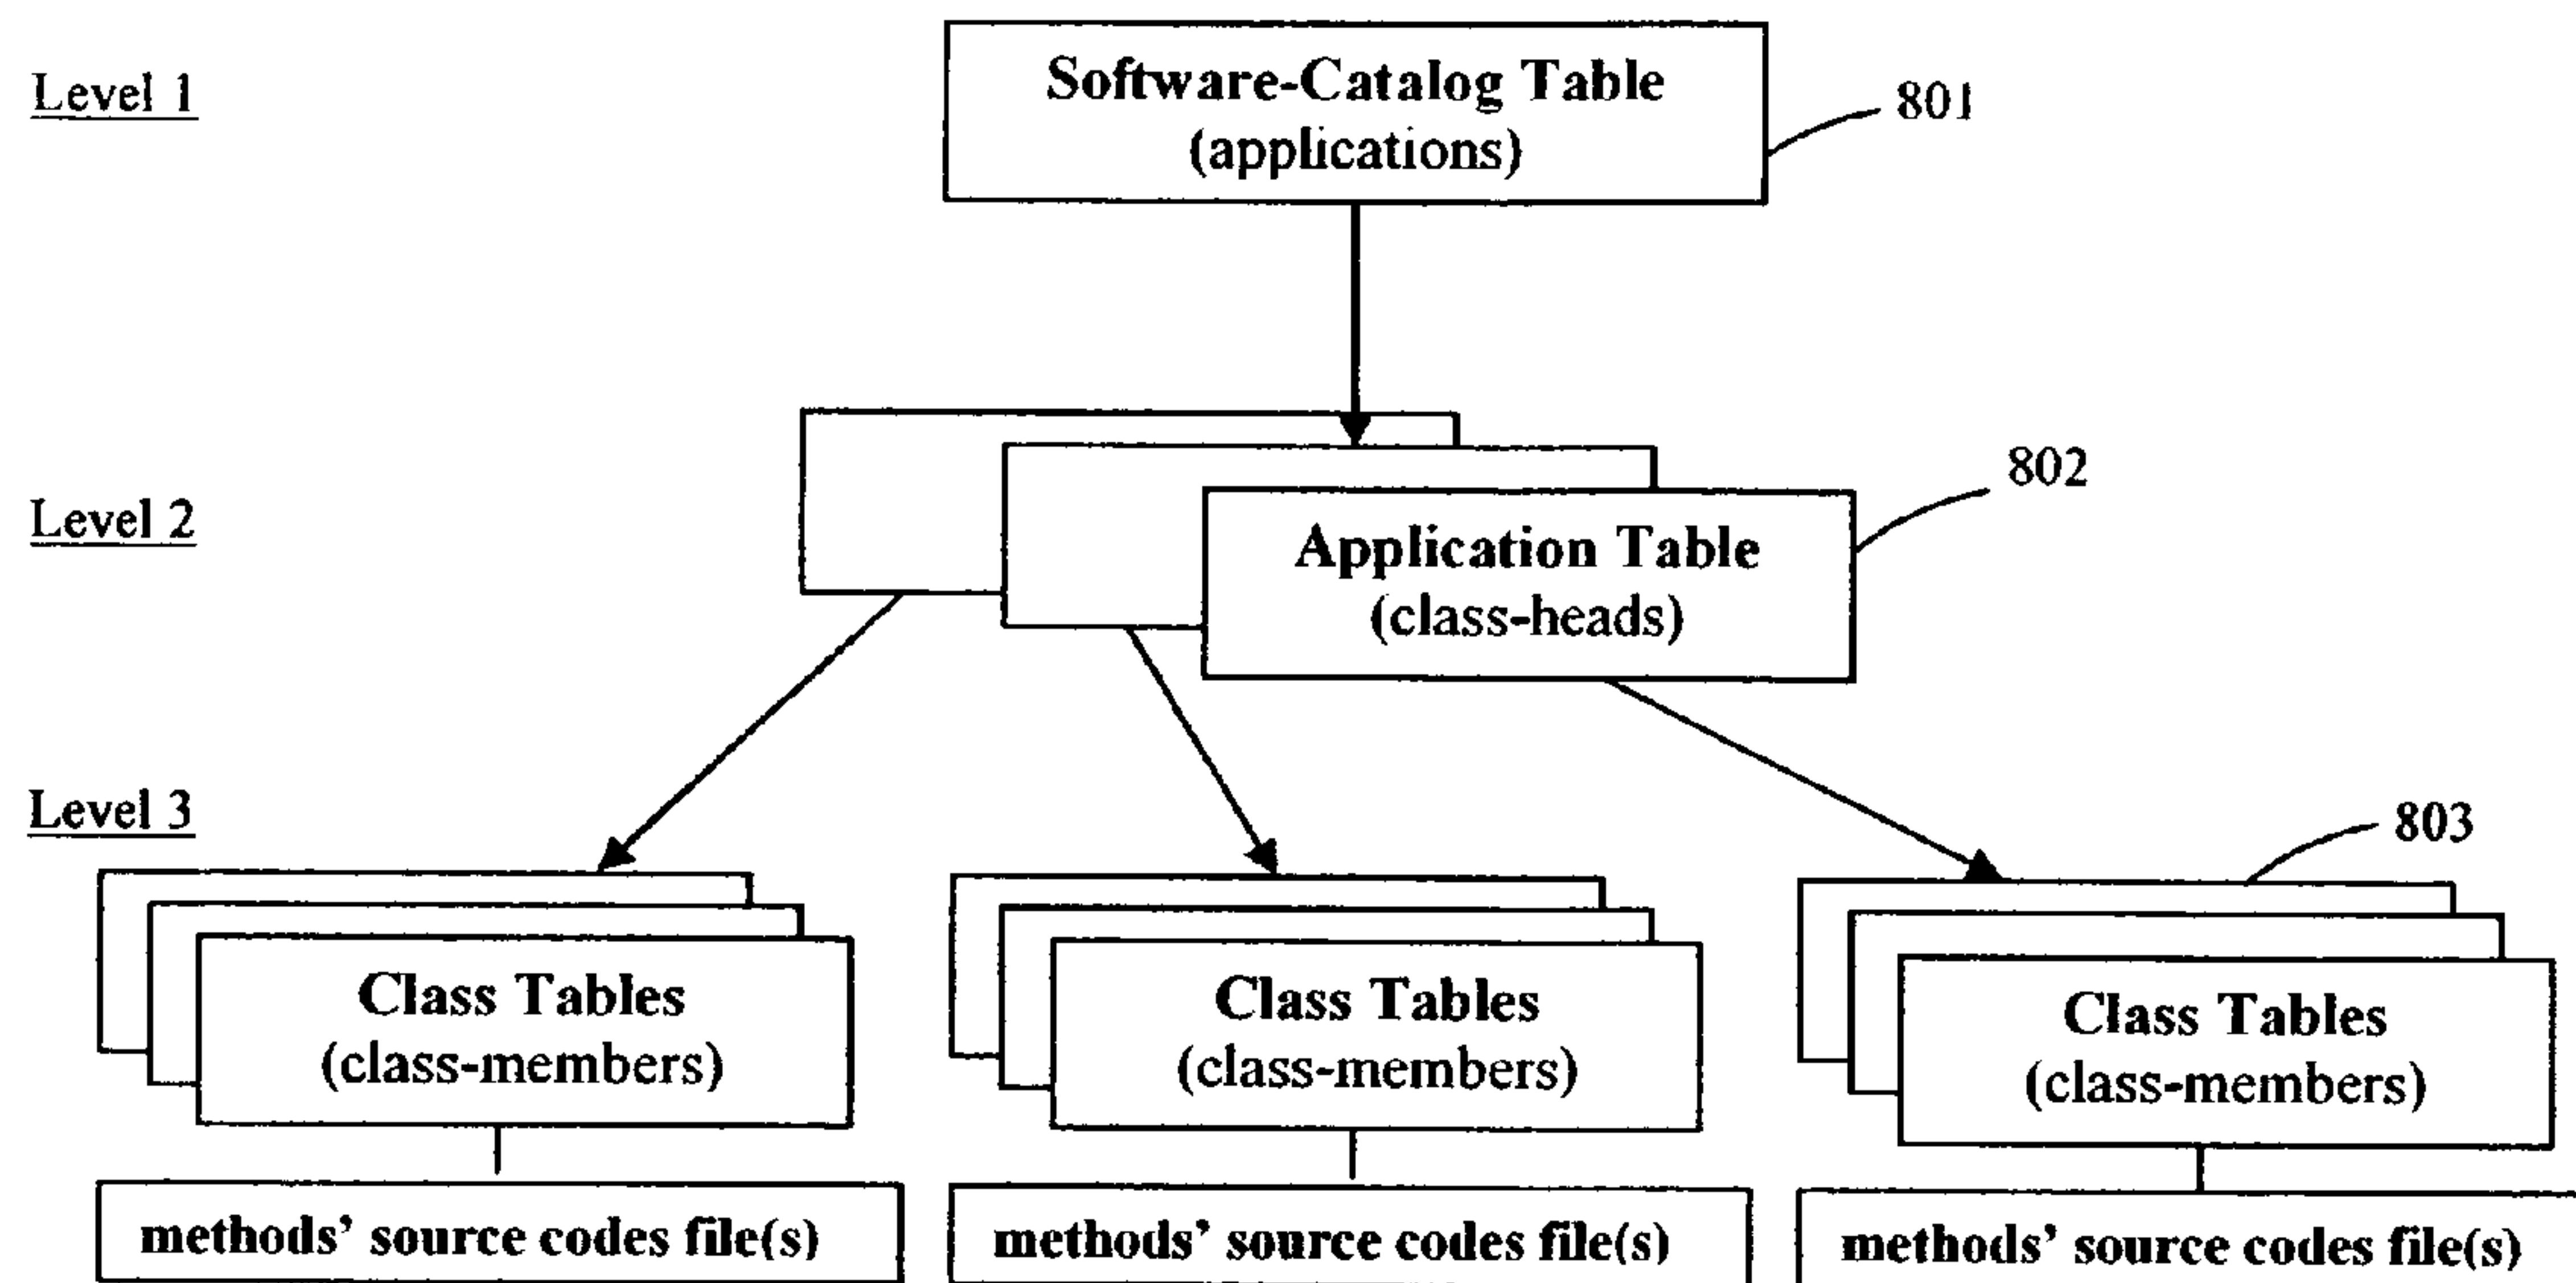 Level 1
Software-Catalog Table
(applications)
801
Level 2
802
Application Table
(class-heads)
Level 3
803
Class Tables
(class-members)
Class Tables
(class-members)
Class Tables
(class-members)
methods' source codes file(s)
methods' source codes file(s)
methods' source codes file(s)